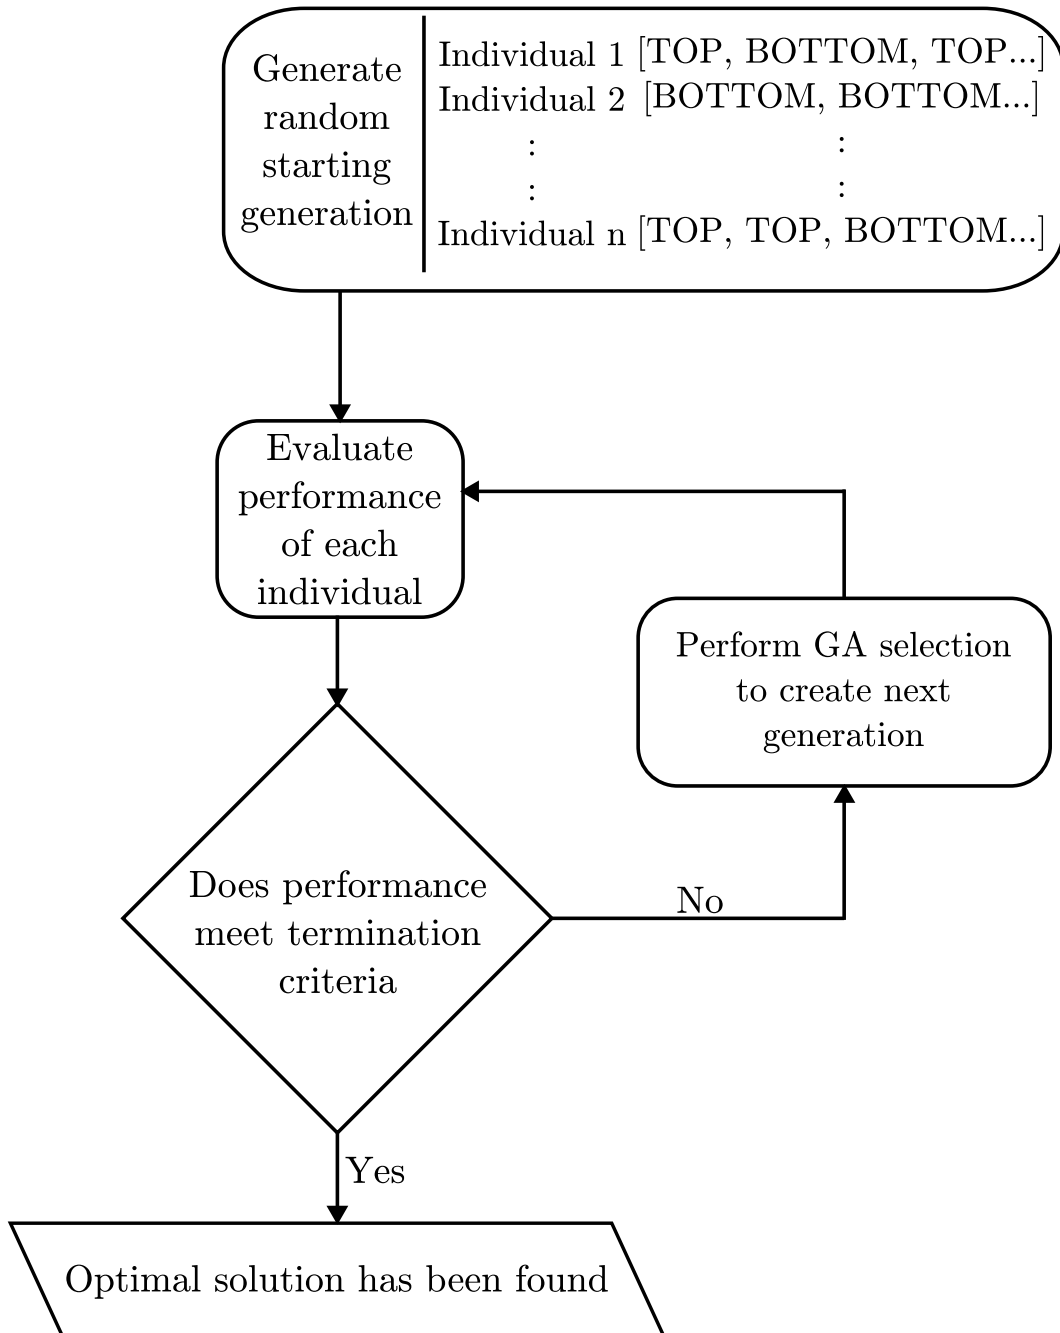 Generate
random
starting
generation
Individual 1 [TOP, BOTTOM, TOP...]
Individual 2 [BOTTOM, BOTTOM...]
: :
: :
Individual n [TOP, TOP, BOTTOM...]
Evaluate
performance
of each
individual
Perform GA selection
to create next
generation
Does performance
meet termination
criteria
No
Yes
Optimal solution has been found